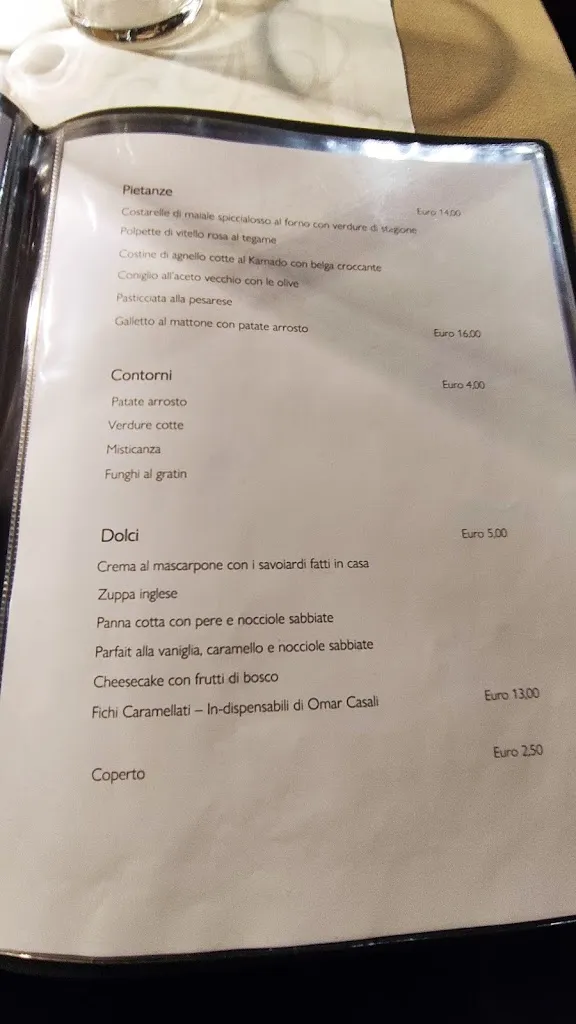 Pietanze Euro 14,00
Costarelle di maiale spiccialosso al forno con verdure di stagione
Polpette di vitello rosa al tegame
Costine di agnello cotte al Kamado con belga croccante
Coniglio all'aceto vecchio con le olive
Pasticciata alla pesarese
Galletto al mattone con patate arrosto Euro 16,00
Contorni Euro 4,00
Patate arrosto
Verdure cotte
Misticanza
Funghi al gratin
Dolci Euro 5,00
Crema al mascarpone con i savoiardi fatti in casa
Zuppa inglese
Panna cotta con pere e nocciole sabbiate
Parfait alla vaniglia, caramello e nocciole sabbiate
Cheesecake con frutti di bosco
Fichi Caramellati – In-dispensabili di Omar Casali Euro 13,00
Coperto Euro 2,50